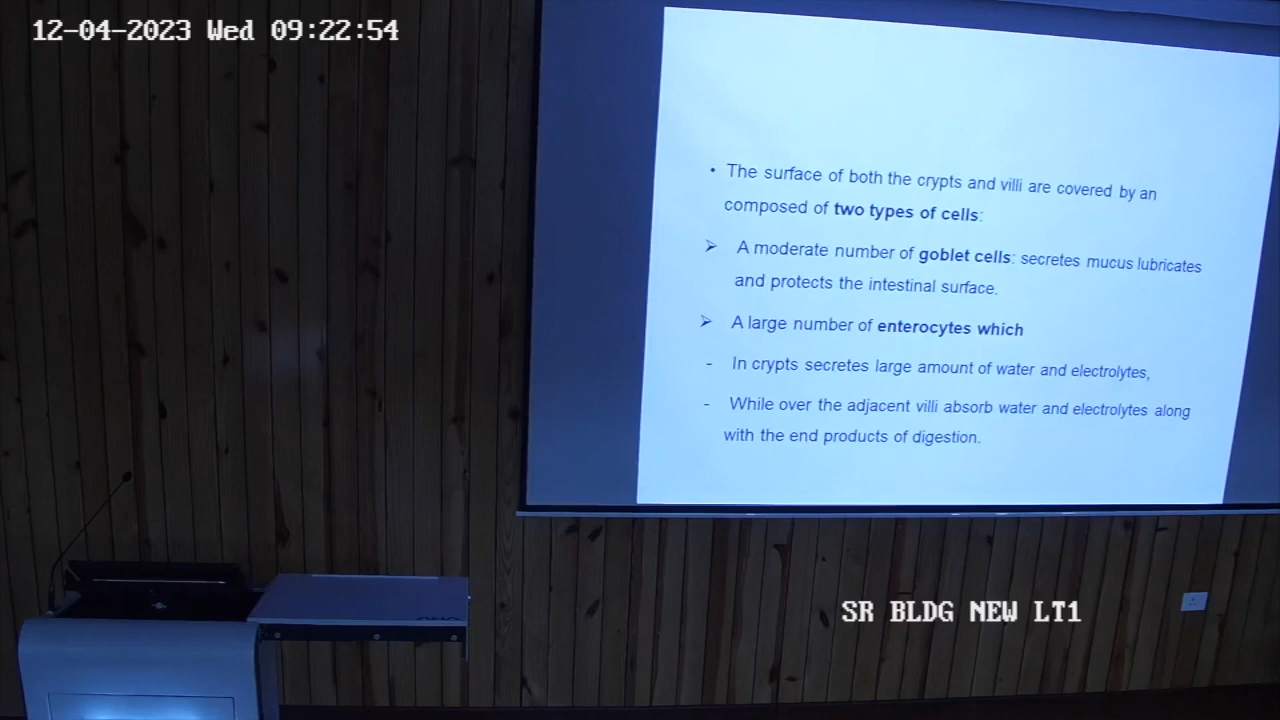 12-04-2023 Wed 09:22:54
• The surface of both the crypts and villi are covered by an
composed of two types of cells:
➢ A moderate number of goblet cells: secretes mucus lubricates
and protects the intestinal surface.
➢ A large number of enterocytes which
- In crypts secretes large amount of water and electrolytes,
- While over the adjacent villi absorb water and electrolytes along
with the end products of digestion.
SR BLDG NEW LT1